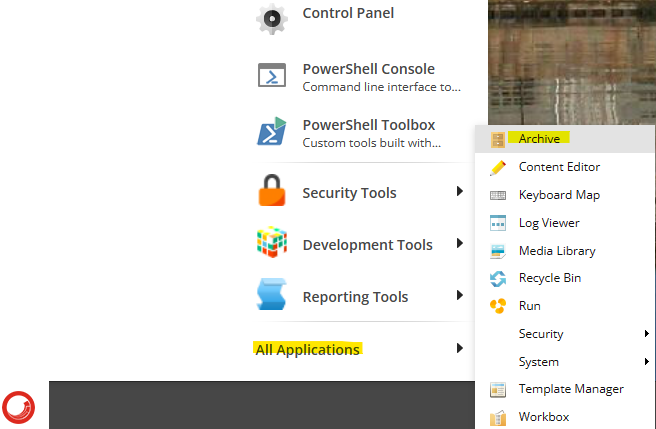 Control Panel
PowerShell Console
Command line interface to...
PowerShell Toolbox
Custom tools built with...
Security Tools
Development Tools
Reporting Tools
All Applications
Archive
Content Editor
Keyboard Map
Log Viewer
Media Library
Recycle Bin
Run
Security
System
Template Manager
Workbox